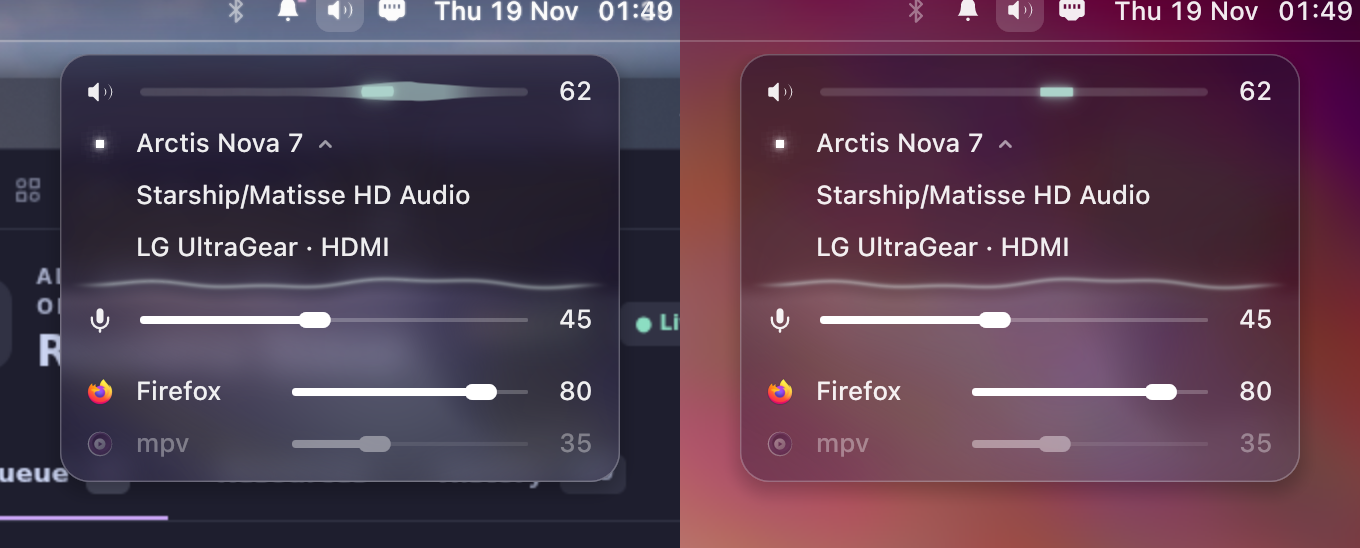 Thu 19 Nov 01:49
62
Arctis Nova 7
Starship/Matisse HD Audio
LG UltraGear · HDMI
45
Firefox 80
mpv 35
Thu 19 Nov 01:49
62
Arctis Nova 7
Starship/Matisse HD Audio
LG UltraGear · HDMI
45
Firefox 80
mpv 35